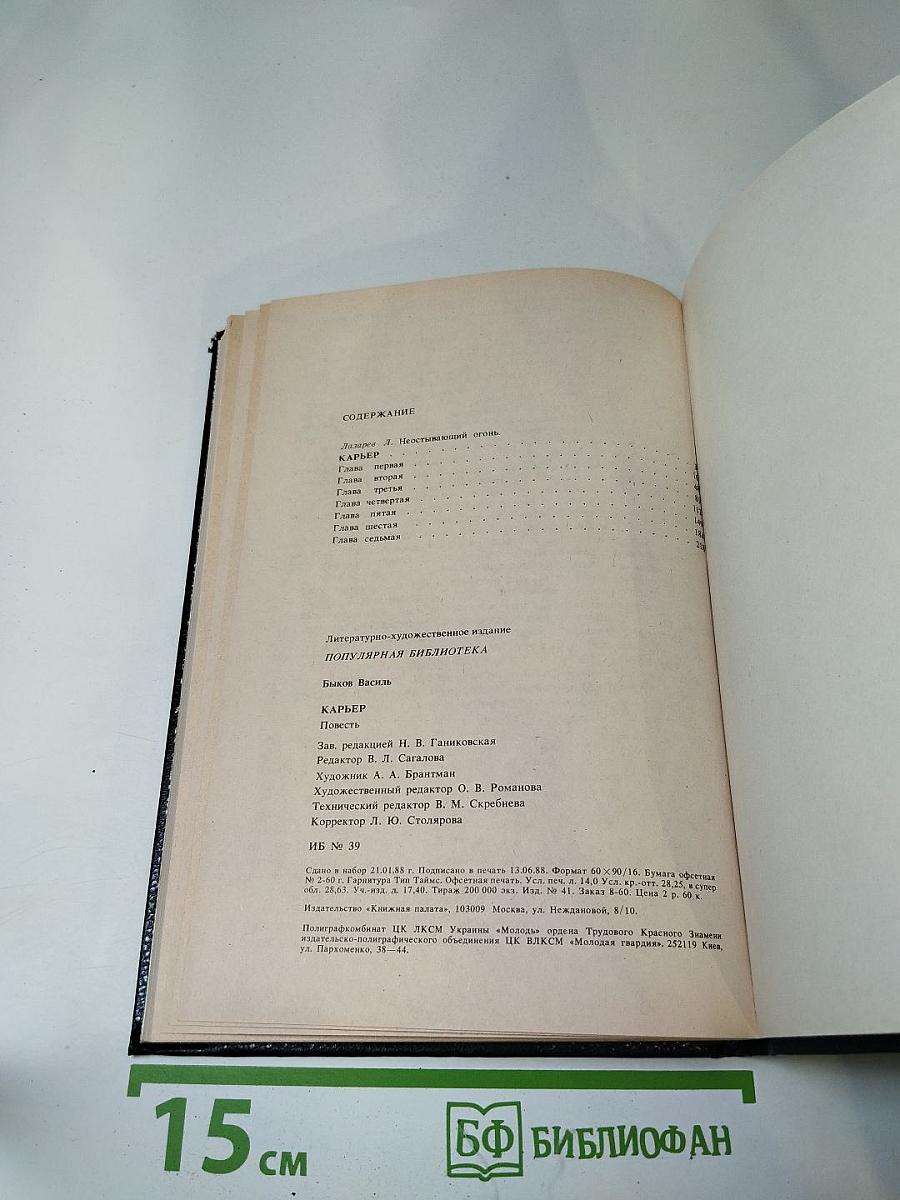 СОДЕРЖАНИЕ
Лазарев Л. Неостывающий огонь.
КАРЬЕР
Глава первая
Глава вторая
Глава третья
Глава четвертая
Глава пятая
Глава шестая
Глава седьмая
Литературно-художественное издание
ПОПУЛЯРНАЯ БИБЛИОТЕКА
Быков Василь
КАРЬЕР
Повесть
Зав. редакцией Н. В. Ганиковская
Редактор В. Л. Сагалова
Художник А. А. Брантман
Художественный редактор О. В. Романова
Технический редактор В. М. Скребнева
Корректор Л. Ю. Столярова
ИБ № 39
Сдано в набор 21.01.88 г. Подписано в печать 13.06.88. Формат 60×90/16. Бумага офсетная
№ 2-60 г. Гарнитура Тип Таймс. Офсетная печать. Усл. печ. л. 14,0 Усл. кр.-отт. 28,25, в супер
обл. 28,63. Уч.-изд. л. 17,40. Тираж 200 000 экз. Изд. № 41. Заказ 8-60. Цена 2 р. 60 к.
Издательство «Книжная палата», 103009 Москва, ул. Неждановой, 8/10.
Полиграфкомбинат ЦК ЛКСМ Украины «Молодь» ордена Трудового Красного Знамени
издательско-полиграфического объединения ЦК ВЛКСМ «Молодая гвардия». 252119 Киев,
ул. Пархоменко, 38—44.
15 см
БФ БИБЛИОФАН